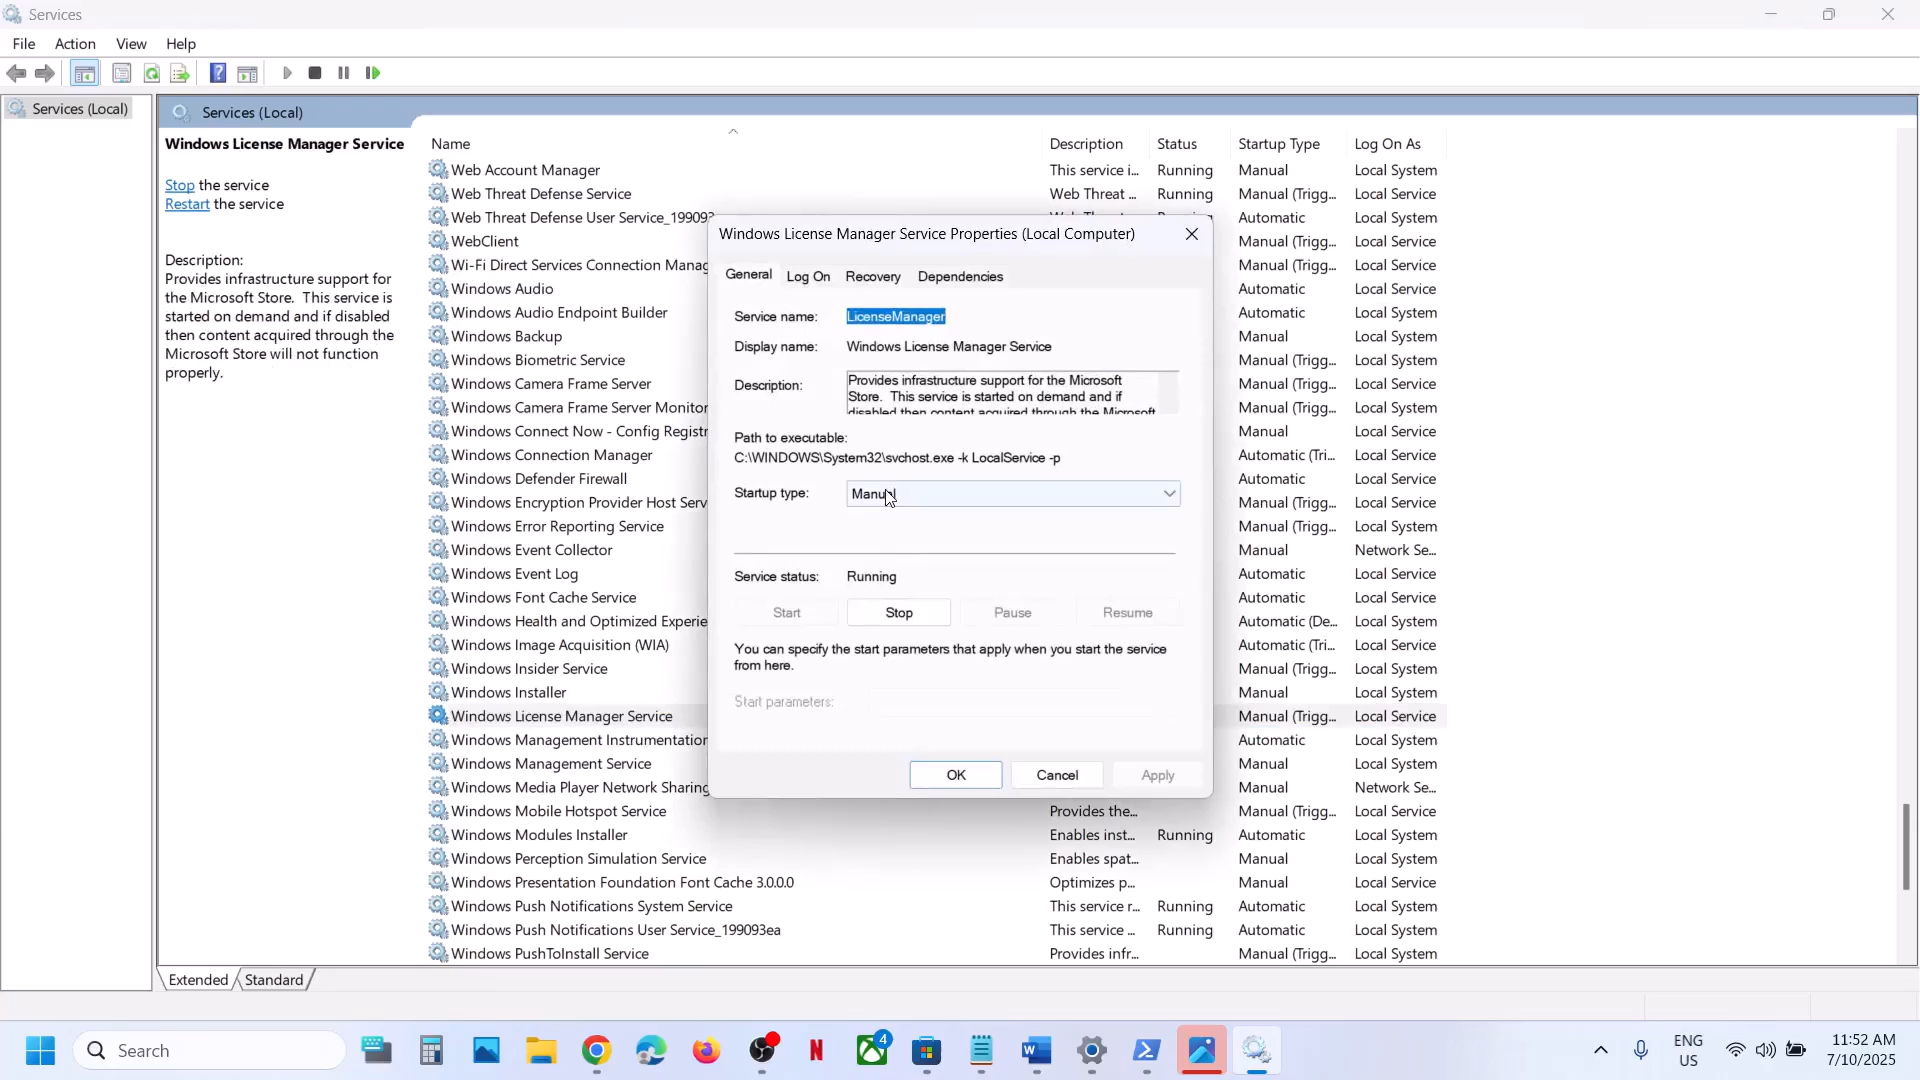 Services
File Action View Help
Services (Local)
Services (Local)
Windows License Manager Service
Stop the service
Restart the service
Description:
Provides infrastructure support for
the Microsoft Store. This service is
started on demand and if disabled
then content acquired through the
Microsoft Store will not function
properly.
Name Description Status Startup Type Log On As
Web Account Manager This service i... Running Manual Local System
Web Threat Defense Service Web Threat ... Running Manual (Trigg... Local System
Web Threat Defense User Service_19909 Automatic Local System
WebClient Manual (Trigg... Local Service
Wi-Fi Direct Services Connection Manag Manual (Trigg... Local Service
Windows Audio Automatic Local Service
Windows Audio Endpoint Builder Automatic Local System
Windows Backup Manual Local System
Windows Biometric Service Manual (Trigg... Local System
Windows Camera Frame Server Manual (Trigg... Local Service
Windows Camera Frame Server Monitor Manual (Trigg... Local System
Windows Connect Now - Config Registr Manual Local Service
Windows Connection Manager Automatic (Tri... Local Service
Windows Defender Firewall Automatic Local Service
Windows Encryption Provider Host Serv Manual (Trigg... Local Service
Windows Error Reporting Service Manual (Trigg... Local System
Windows Event Collector Manual Network Se...
Windows Event Log Automatic Local Service
Windows Font Cache Service Automatic Local Service
Windows Health and Optimized Experie Automatic (De... Local System
Windows Image Acquisition (WIA) Automatic (Tri... Local Service
Windows Insider Service Manual (Trigg... Local System
Windows Installer Manual Local System
Windows License Manager Service Manual (Trigg... Local Service
Windows Management Instrumentation Automatic Local System
Windows Management Service Manual Local System
Windows Media Player Network Sharing Manual Network Se...
Windows Mobile Hotspot Service Provides the... Manual (Trigg... Local Service
Windows Modules Installer Enables inst... Running Automatic Local System
Windows Perception Simulation Service Enables spat... Manual Local System
Windows Presentation Foundation Font Cache 3.0.0.0 Optimizes p... Manual Local Service
Windows Push Notifications System Service This service r... Running Automatic Local System
Windows Push Notifications User Service_199093ea This service ... Running Automatic Local System
Windows PushToInstall Service Provides infr... Manual (Trigg... Local System
Windows License Manager Service Properties (Local Computer)
General Log On Recovery Dependencies
Service name: LicenseManager
Display name: Windows License Manager Service
Description: Provides infrastructure support for the Microsoft
Store. This service is started on demand and if
disabled then content acquired through the Microsoft
Path to executable:
C:\WINDOWS\System32\svchost.exe -k LocalService -p
Startup type: Manual
Service status: Running
Start Stop Pause Resume
You can specify the start parameters that apply when you start the service
from here.
Start parameters:
OK Cancel Apply
Extended Standard
Search
4
ENG
US
11:52 AM
7/10/2025